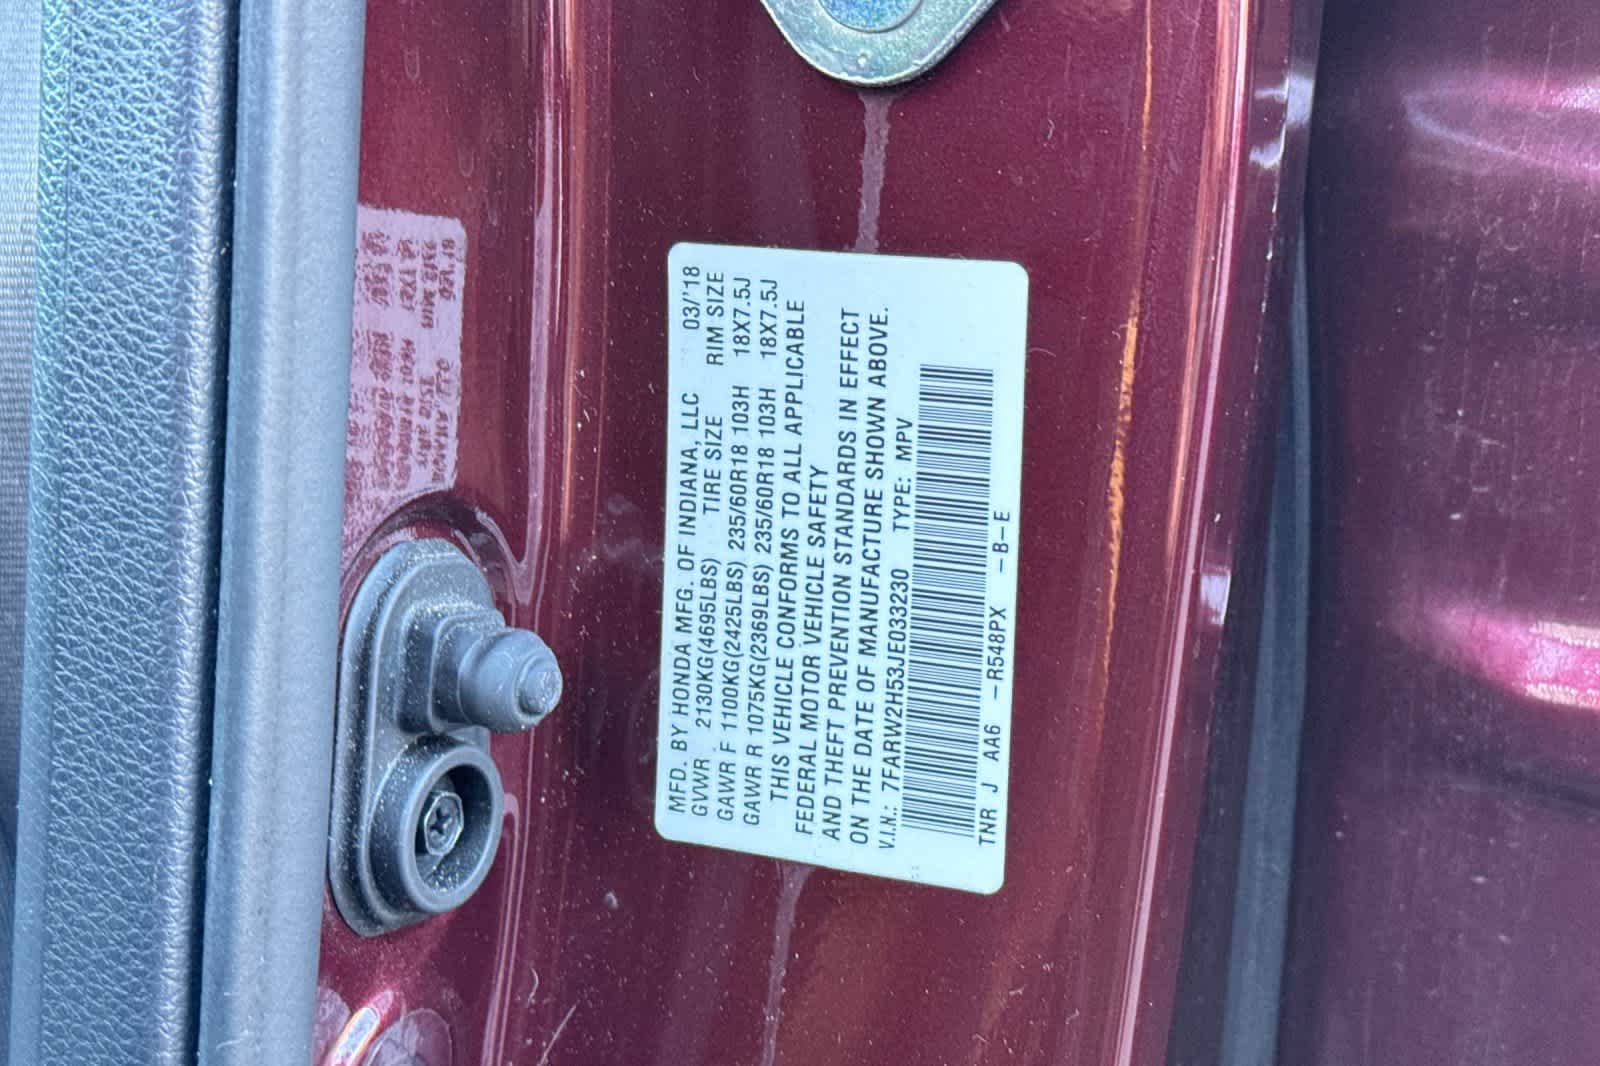 MFD. BY HONDA MFG. OF INDIANA, LLC 03/'18
GVWR 2130KG(4695LBS) TIRE SIZE RIM SIZE
GAWR F 1100KG(2425LBS) 235/60R18 103H 18X7.5J
GAWR R 1075KG(2369LBS) 235/60R18 103H 18X7.5J
THIS VEHICLE CONFORMS TO ALL APPLICABLE
FEDERAL MOTOR VEHICLE SAFETY
AND THEFT PREVENTION STANDARDS IN EFFECT
ON THE DATE OF MANUFACTURE SHOWN ABOVE.
V.I.N.: 7FARW2H53JE033230 TYPE: MPV
TNR J AA6 -R548PX -B-E